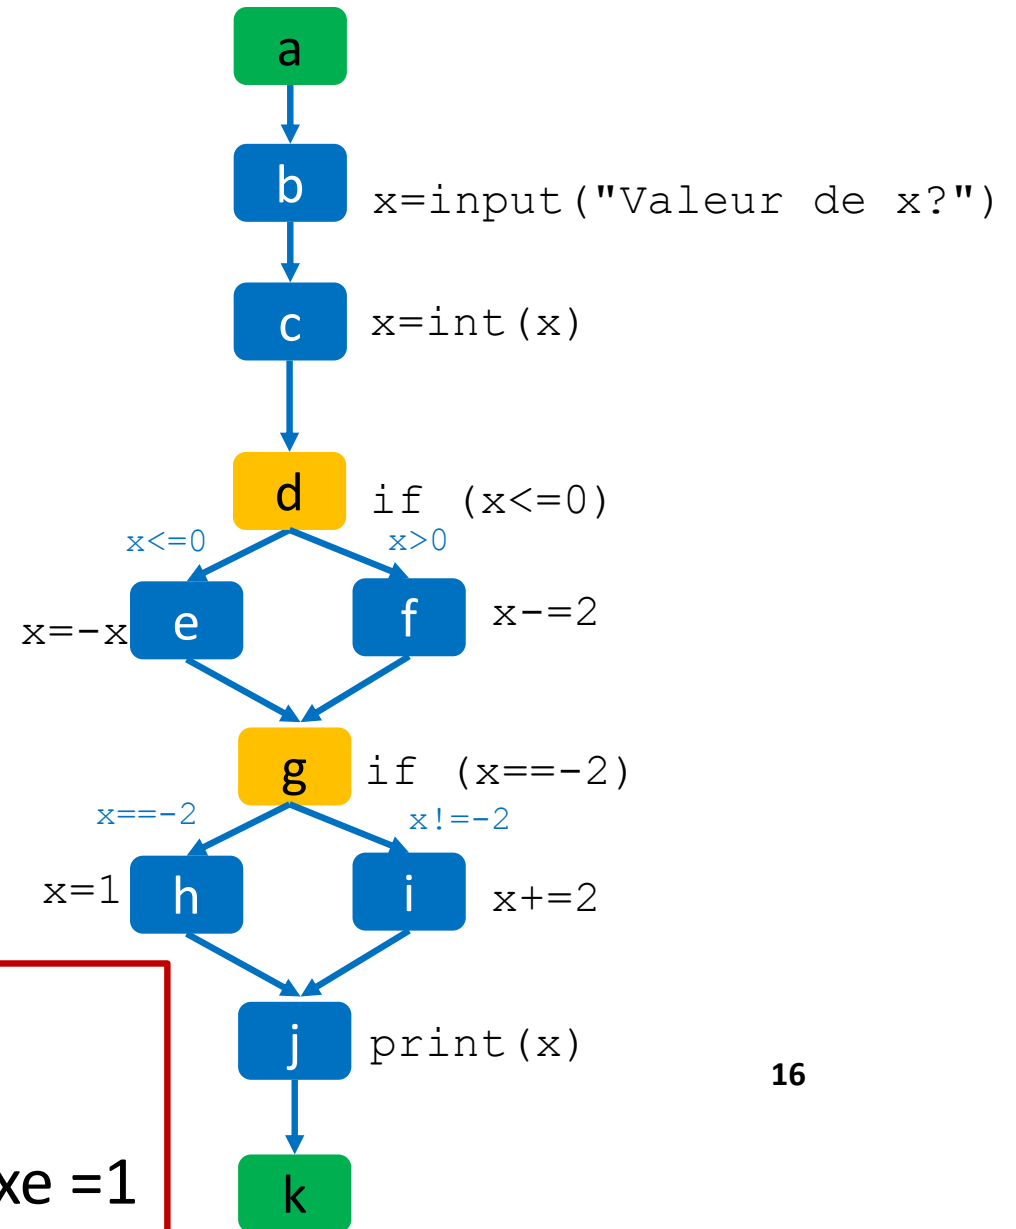 a
b x=input("Valeur de x?")
c x=int(x)
d if (x<=0)
x<=0 x>0
x=-x e f x-=2
g if (x==-2)
x==-2 x!=-2
x=1 h i x+=2
j print(x)
16
xe =1
k